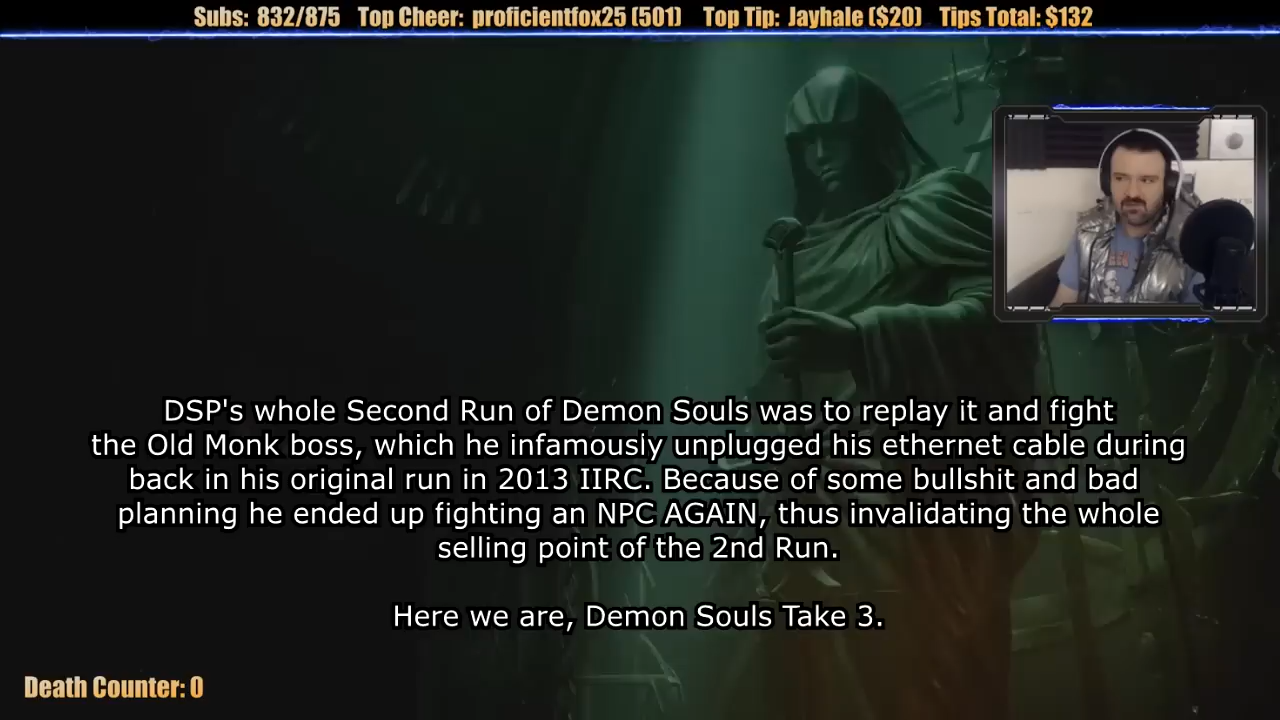 Subs: 832/875 Top Cheer: proficientfox25 (501) Top Tip: Jayhale ($20) Tips Total: $132
DSP's whole Second Run of Demon Souls was to replay it and fight
the Old Monk boss, which he infamously unplugged his ethernet cable during
back in his original run in 2013 IIRC. Because of some bullshit and bad
planning he ended up fighting an NPC AGAIN, thus invalidating the whole
selling point of the 2nd Run.
Here we are, Demon Souls Take 3.
Death Counter: 0